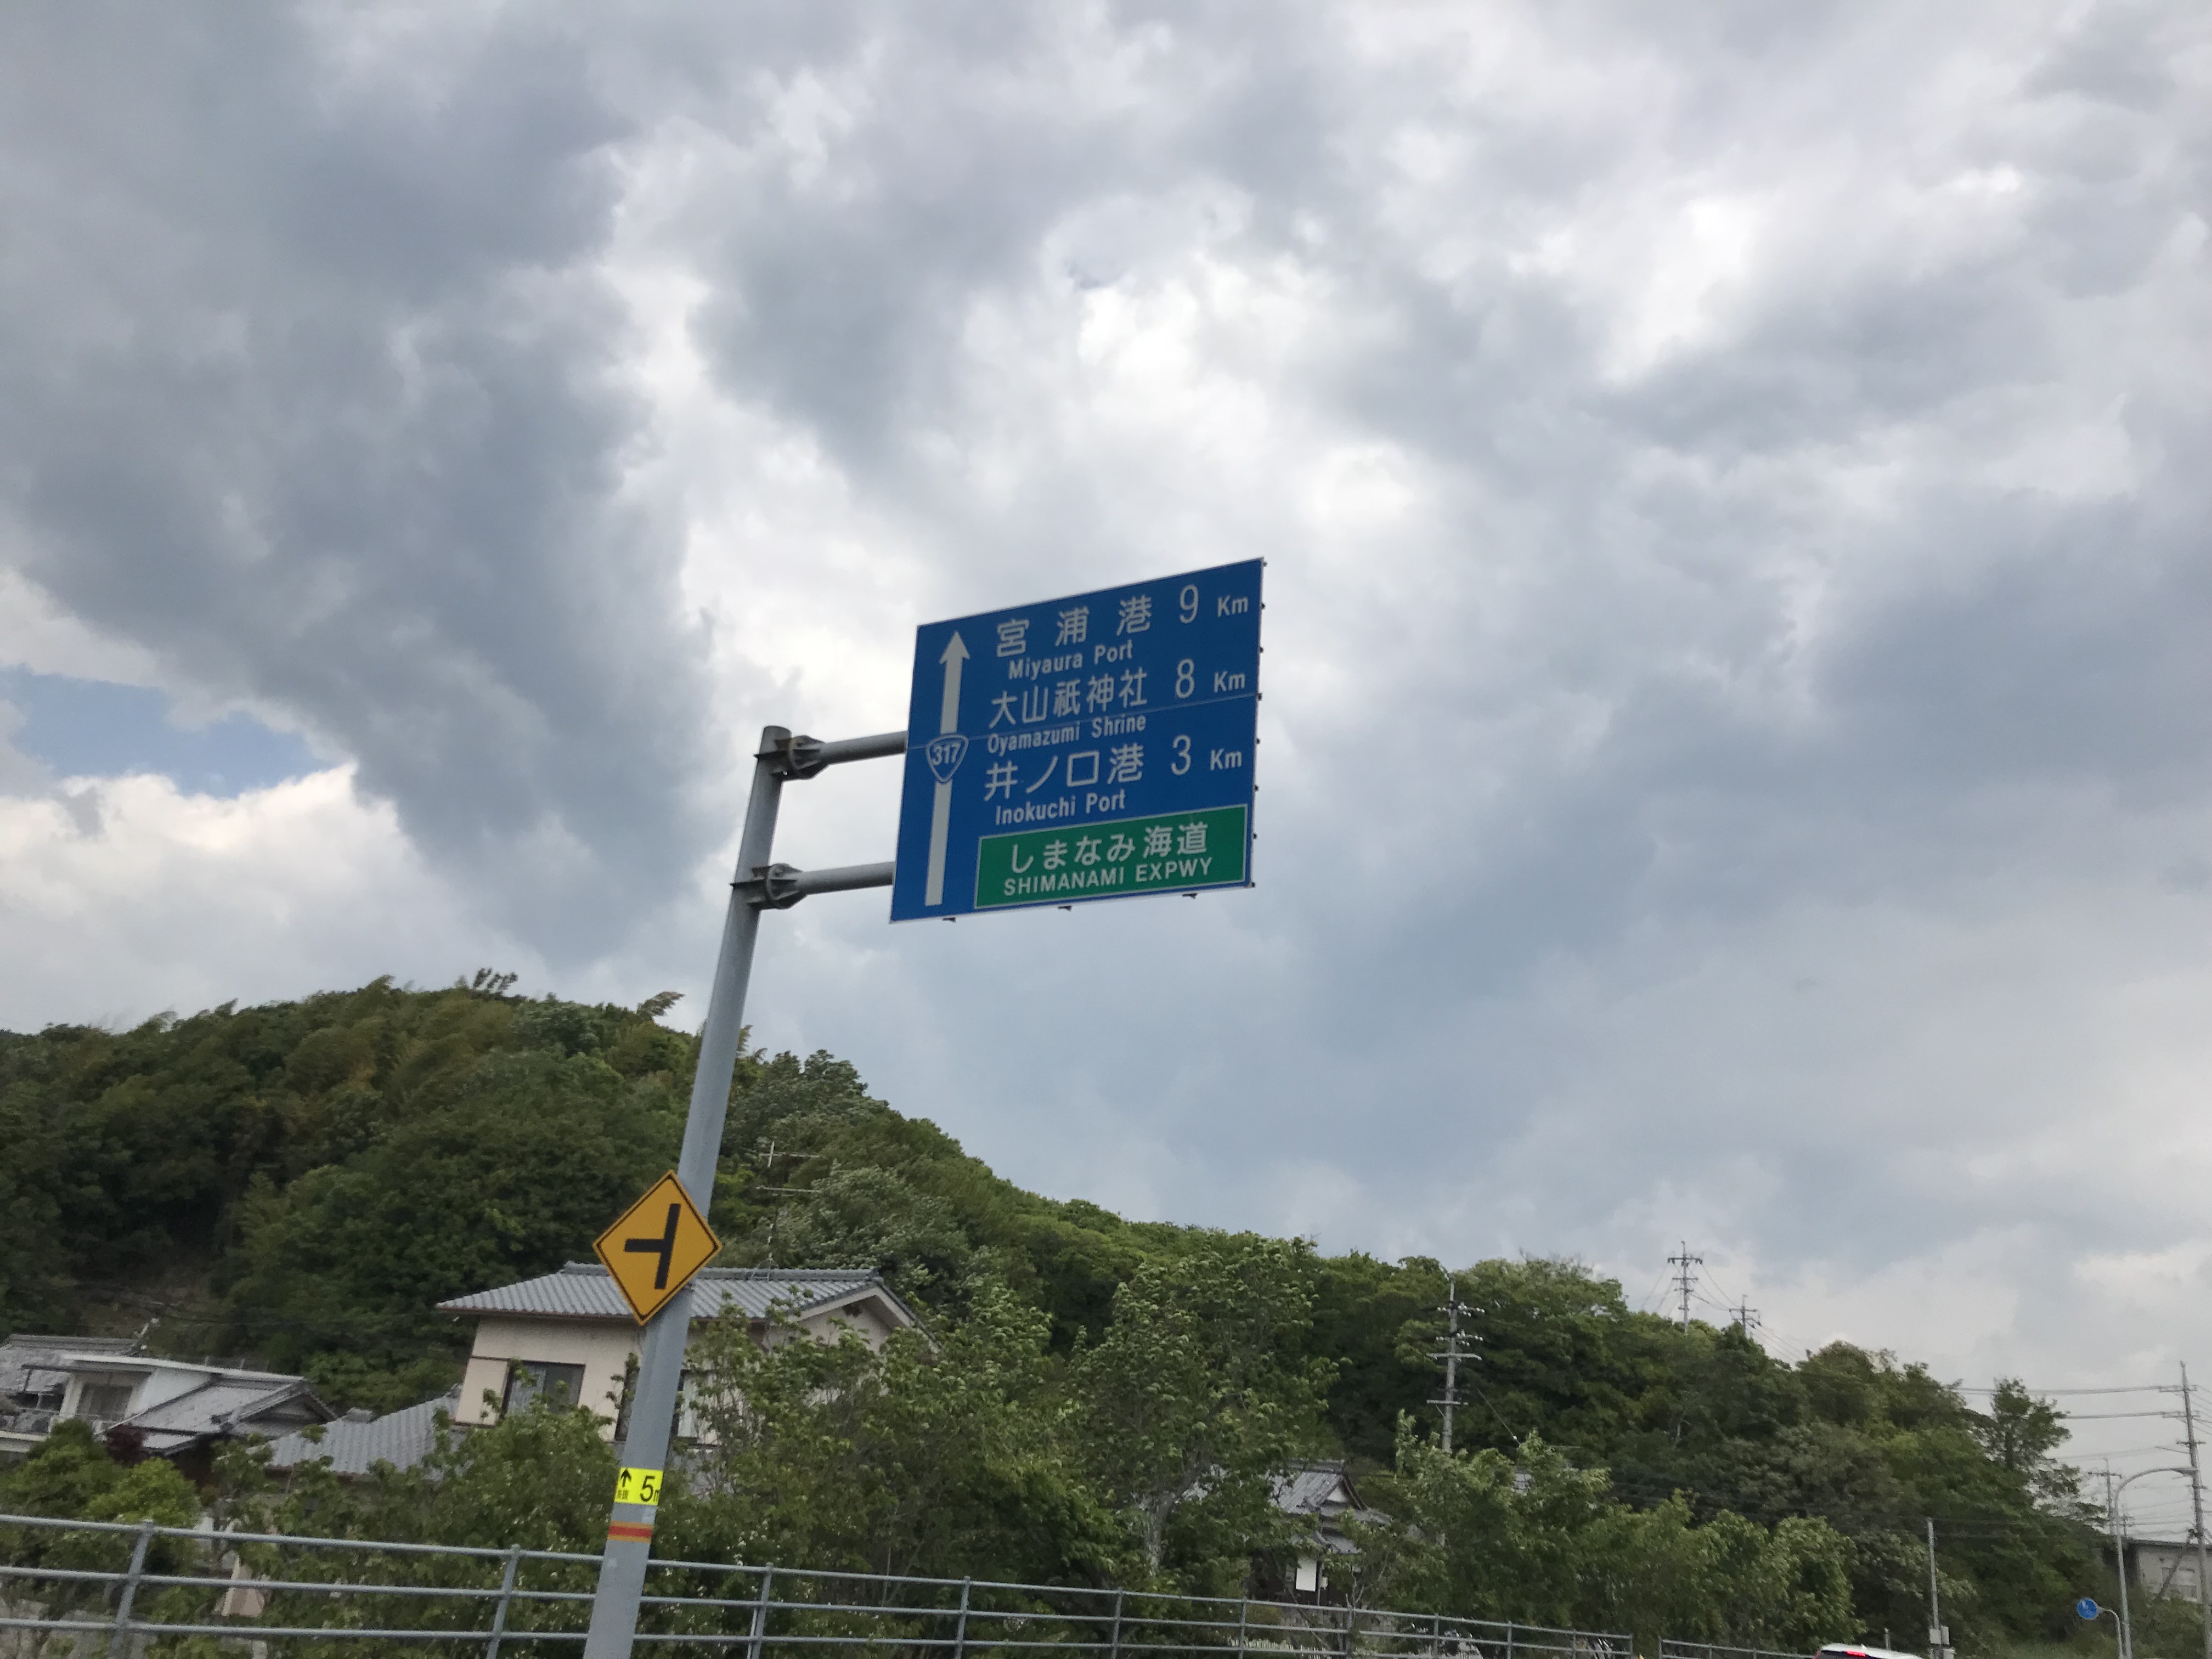 宮浦港 9 Km
Miyaura Port
大山祇神社 8 Km
Oyamazumi Shrine
317
井ノ口港 3 Km
Inokuchi Port
しまなみ海道
SHIMANAMI EXPWY
5m